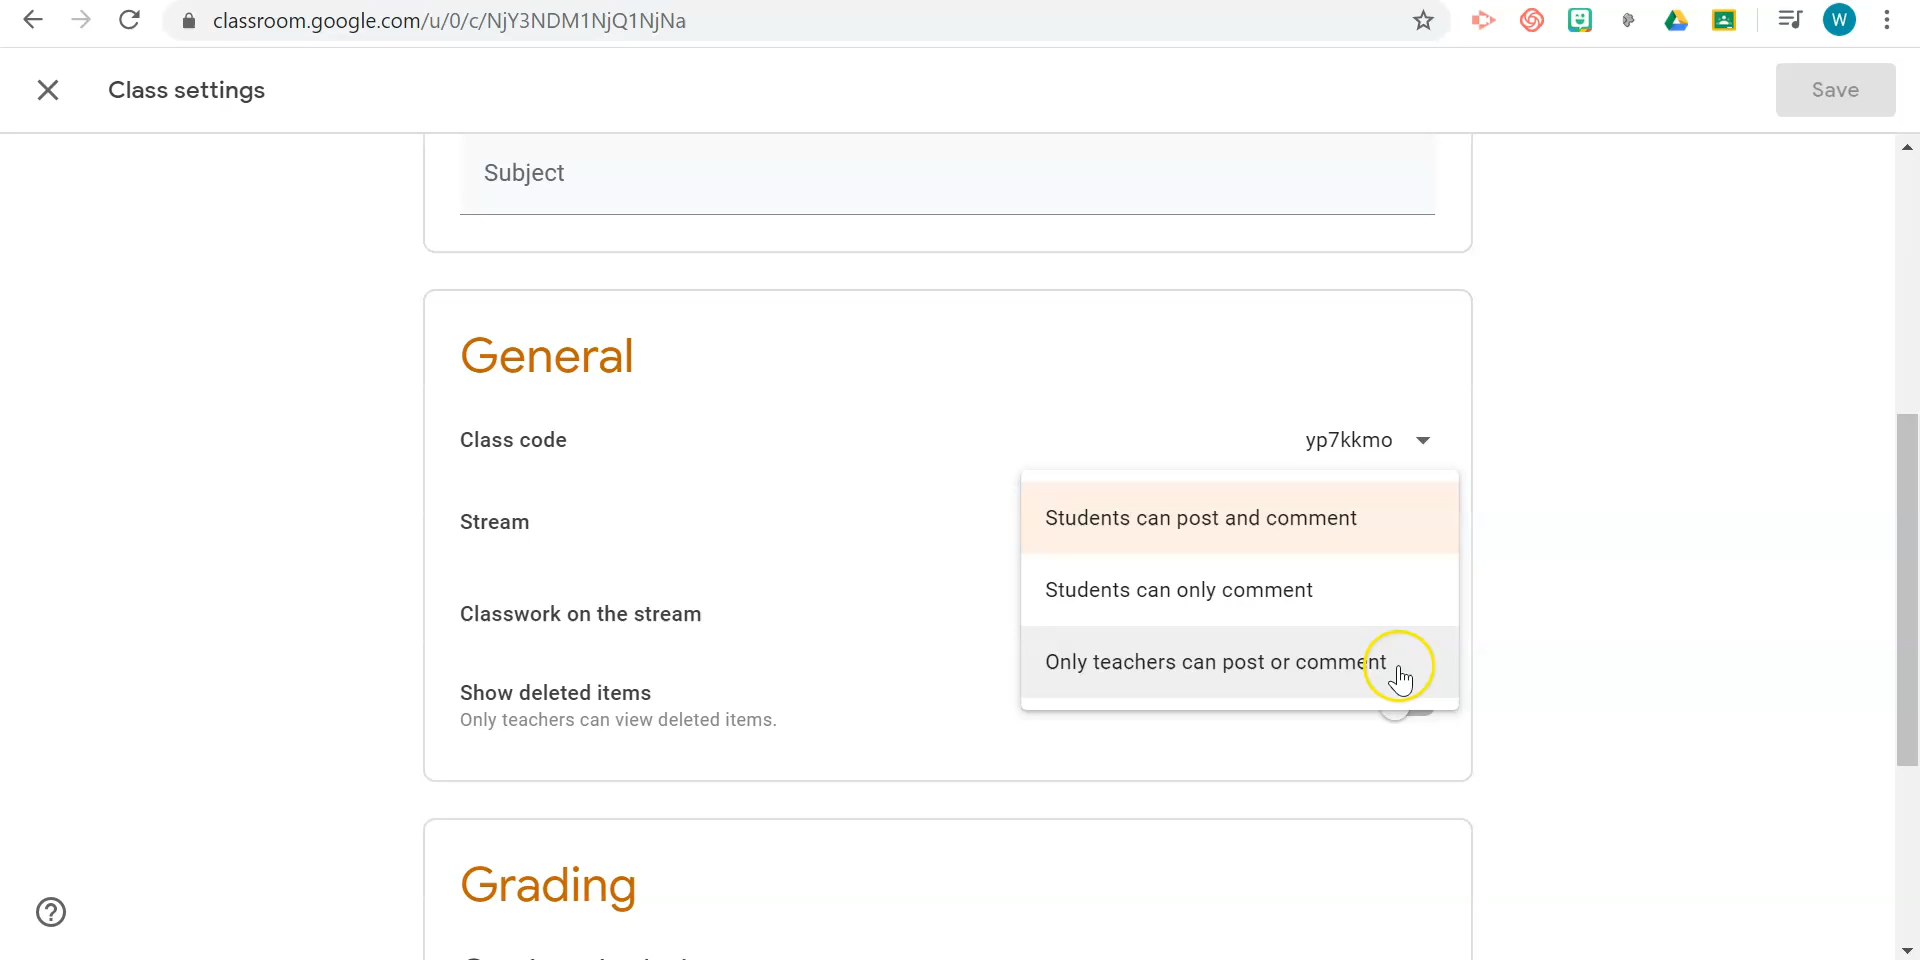 classroom.google.com/u/0/c/NjY3NDM1NjQ1NjNa
W
Class settings
Save
Subject
General
Class code
yp7kkmo
Stream
Students can post and comment
Students can only comment
Classwork on the stream
Only teachers can post or comment
Show deleted items
Only teachers can view deleted items.
Grading